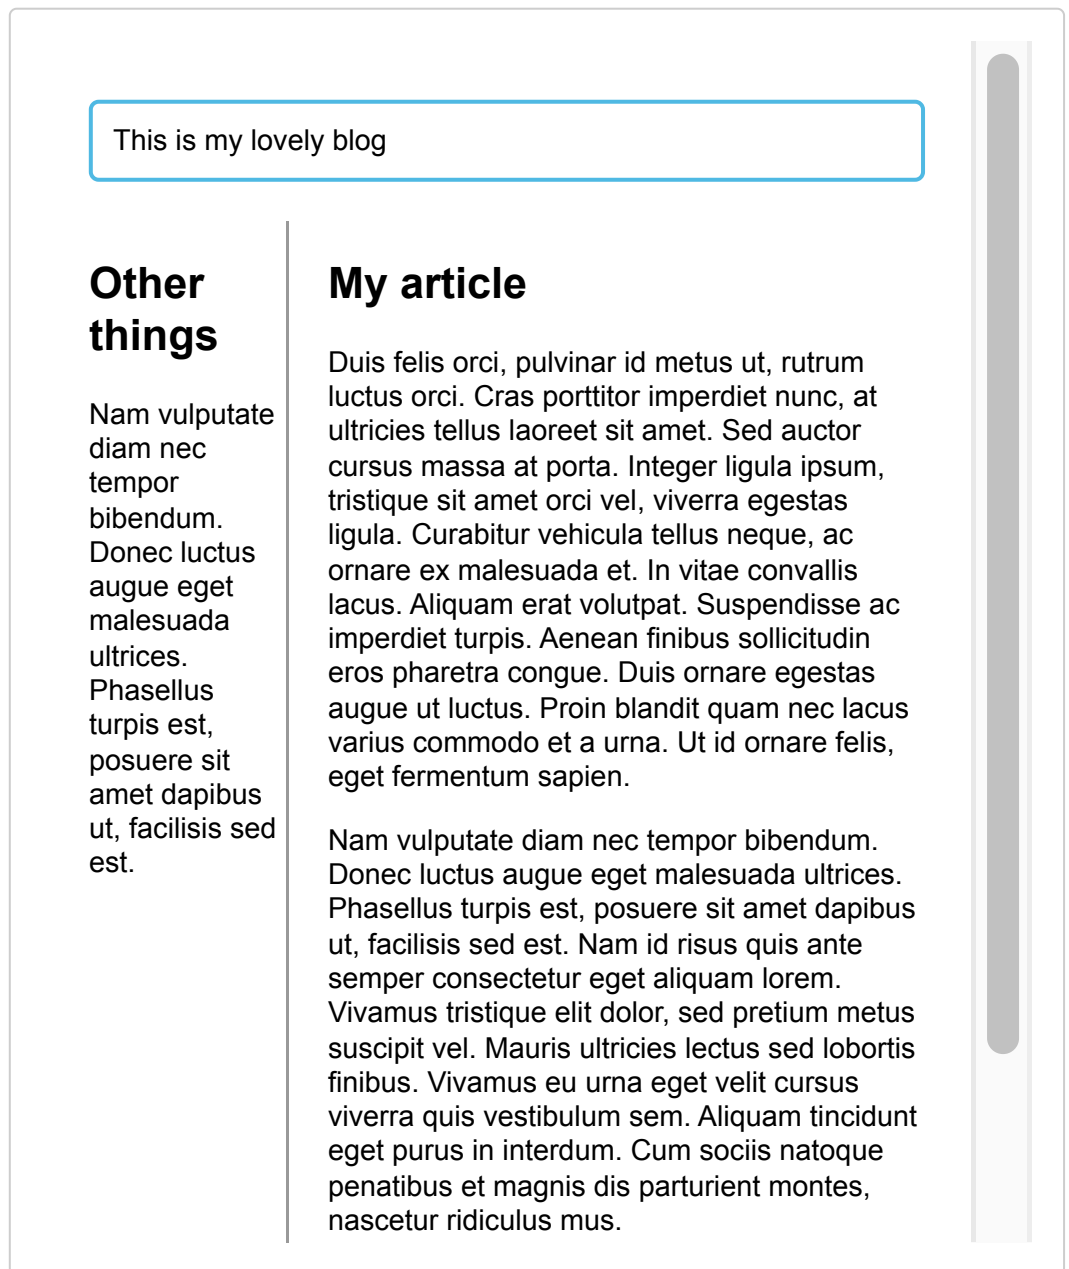 This is my lovely blog
Other
things
Nam vulputate
diam nec
tempor
bibendum.
Donec luctus
augue eget
malesuada
ultrices.
Phasellus
turpis est,
posuere sit
amet dapibus
ut, facilisis sed
est.
My article
Duis felis orci, pulvinar id metus ut, rutrum
luctus orci. Cras porttitor imperdiet nunc, at
ultricies tellus laoreet sit amet. Sed auctor
cursus massa at porta. Integer ligula ipsum,
tristique sit amet orci vel, viverra egestas
ligula. Curabitur vehicula tellus neque, ac
ornare ex malesuada et. In vitae convallis
lacus. Aliquam erat volutpat. Suspendisse ac
imperdiet turpis. Aenean finibus sollicitudin
eros pharetra congue. Duis ornare egestas
augue ut luctus. Proin blandit quam nec lacus
varius commodo et a urna. Ut id ornare felis,
eget fermentum sapien.
Nam vulputate diam nec tempor bibendum.
Donec luctus augue eget malesuada ultrices.
Phasellus turpis est, posuere sit amet dapibus
ut, facilisis sed est. Nam id risus quis ante
semper consectetur eget aliquam lorem.
Vivamus tristique elit dolor, sed pretium metus
suscipit vel. Mauris ultricies lectus sed lobortis
finibus. Vivamus eu urna eget velit cursus
viverra quis vestibulum sem. Aliquam tincidunt
eget purus in interdum. Cum sociis natoque
penatibus et magnis dis parturient montes,
nascetur ridiculus mus.